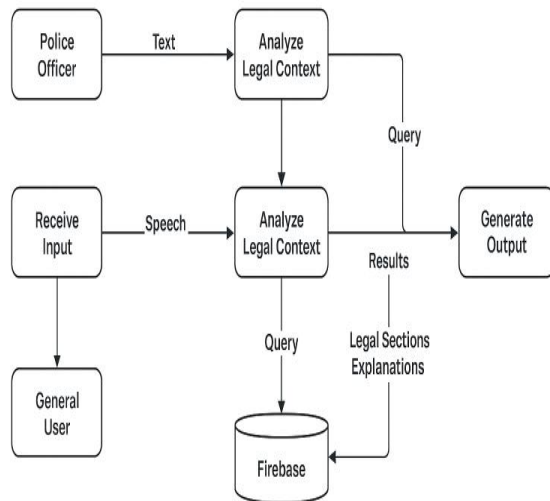 Police
Officer
Text
Analyze
Legal Context
Query
Receive
Input
Speech
Analyze
Legal Context
Generate
Output
Results
Query
Legal Sections
Explanations
General
User
Firebase